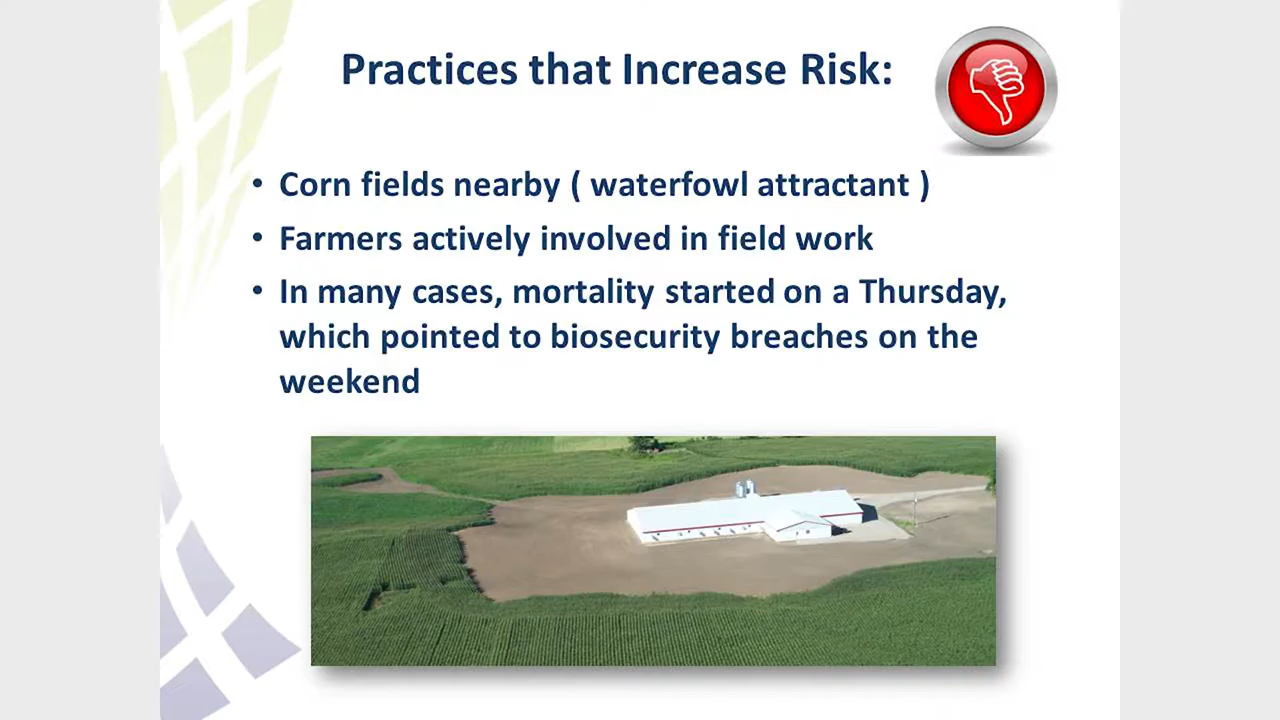 Practices that Increase Risk:
• Corn fields nearby ( waterfowl attractant )
• Farmers actively involved in field work
• In many cases, mortality started on a Thursday,
which pointed to biosecurity breaches on the
weekend